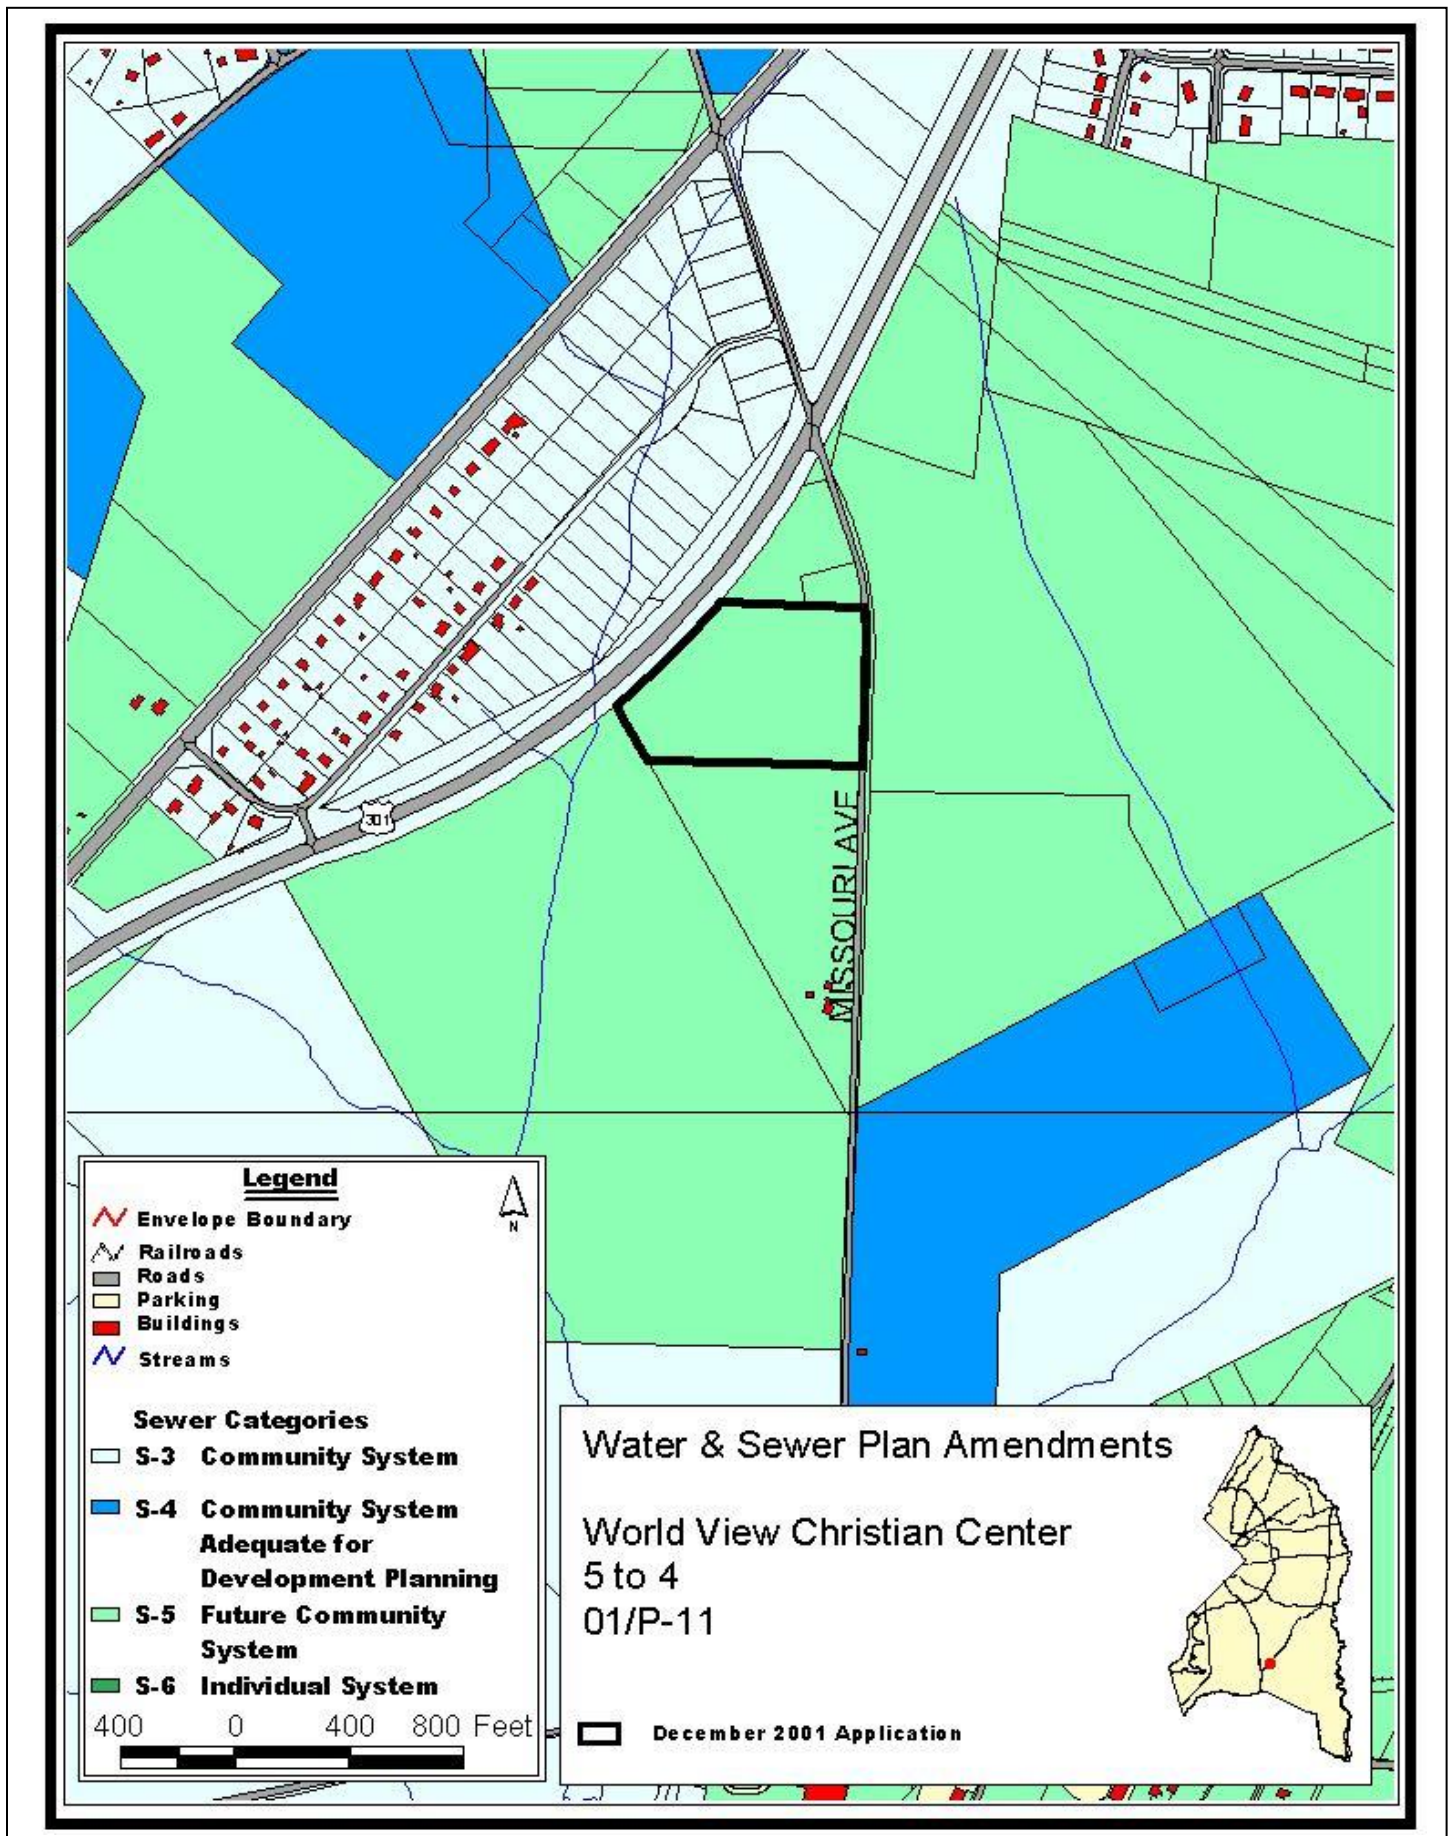 301
MISSOURI AVE
Legend
N
Envelope Boundary
Railroads
Roads
Parking
Buildings
Streams
Sewer Categories
S-3 Community System
S-4 Community System
Adequate for
Development Planning
S-5 Future Community
System
S-6 Individual System
400 0 400 800 Feet
Water & Sewer Plan Amendments
World View Christian Center
5 to 4
01/P-11
December 2001 Application